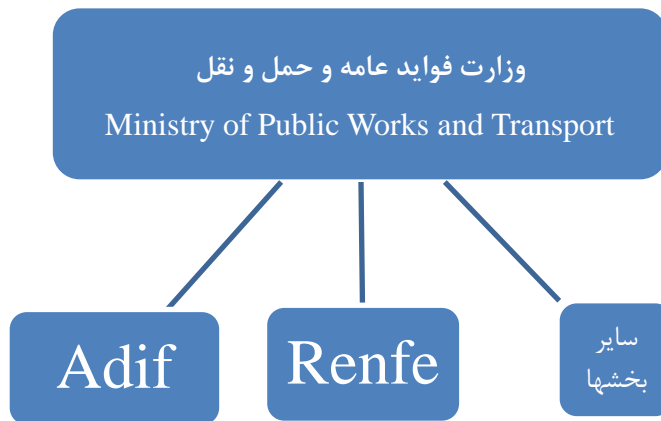 وزارت فواید عامه و حمل و نقل
Ministry of Public Works and Transport
Adif
Renfe
سایر
بخشها